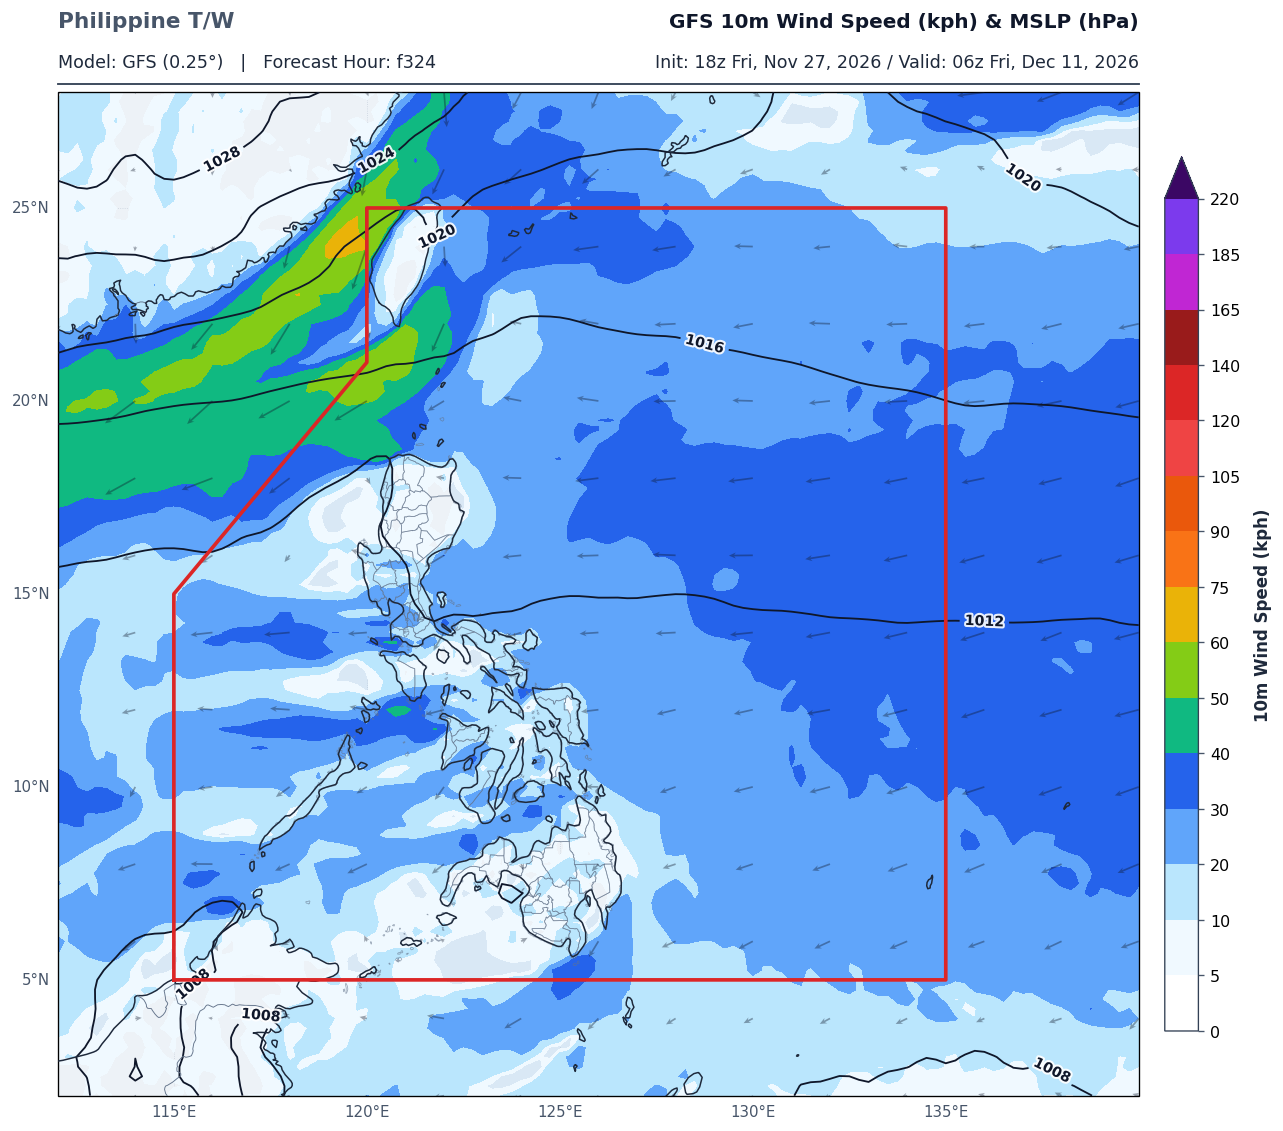 Philippine T/W
GFS 10m Wind Speed (kph) & MSLP (hPa)
Model: GFS (0.25°) | Forecast Hour: f324
Init: 18z Fri, Nov 27, 2026 / Valid: 06z Fri, Dec 11, 2026
1028
1024
1020
1020
1016
1012
1008
1008
1008
25°N
20°N
15°N
10°N
5°N
115°E
120°E
125°E
130°E
135°E
220
185
165
140
120
105
90
75
60
50
40
30
20
10
5
0
10m Wind Speed (kph)